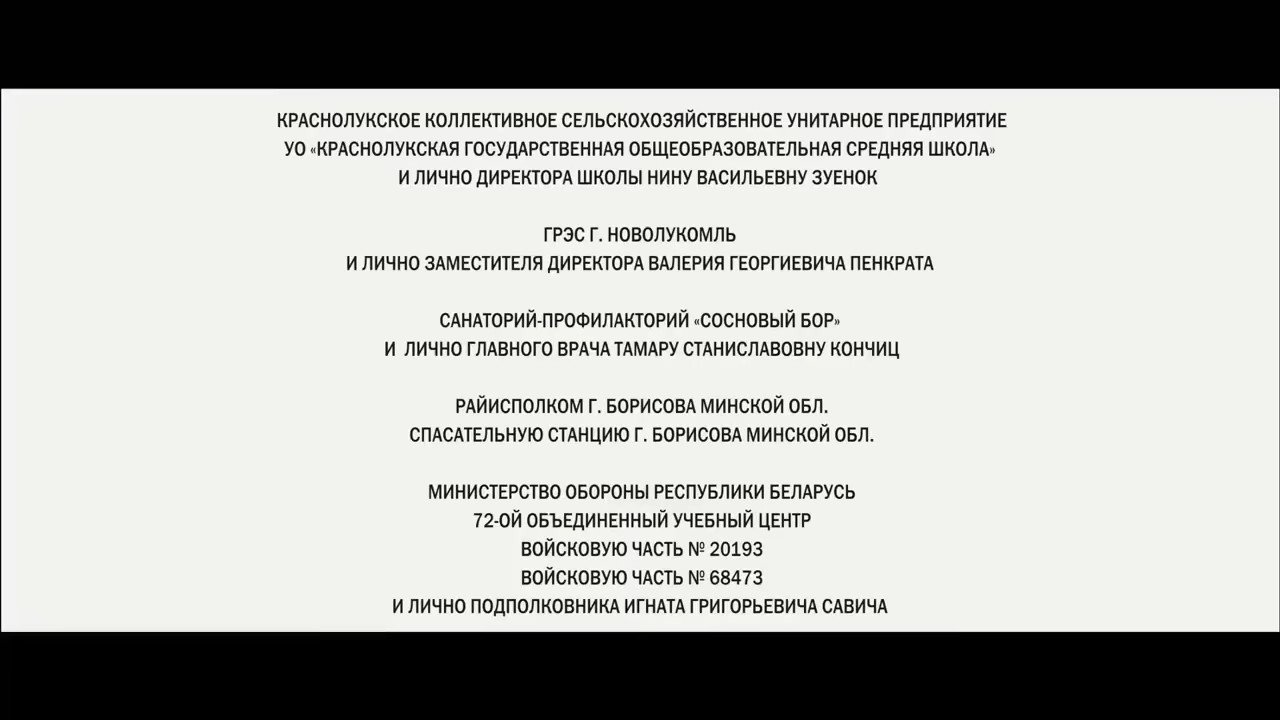 КРАСНОЛУКСКОЕ КОЛЛЕКТИВНОЕ СЕЛЬСКОХОЗЯЙСТВЕННОЕ УНИТАРНОЕ ПРЕДПРИЯТИЕ
УО «КРАСНОЛУКСКАЯ ГОСУДАРСТВЕННАЯ ОБЩЕОБРАЗОВАТЕЛЬНАЯ СРЕДНЯЯ ШКОЛА»
И ЛИЧНО ДИРЕКТОРА ШКОЛЫ НИНУ ВАСИЛЬЕВНУ ЗУЕНОК
ГРЭС Г. НОВОЛУКОМЛЬ
И ЛИЧНО ЗАМЕСТИТЕЛЯ ДИРЕКТОРА ВАЛЕРИЯ ГЕОРГИЕВИЧА ПЕНКРАТА
САНАТОРИЙ-ПРОФИЛАКТОРИЙ «СОСНОВЫЙ БОР»
И ЛИЧНО ГЛАВНОГО ВРАЧА ТАМАРУ СТАНИСЛАВОВНУ КОНЧИЦ
РАЙИСПОЛКОМ Г. БОРИСОВА МИНСКОЙ ОБЛ.
СПАСАТЕЛЬНУЮ СТАНЦИЮ Г. БОРИСОВА МИНСКОЙ ОБЛ.
МИНИСТЕРСТВО ОБОРОНЫ РЕСПУБЛИКИ БЕЛАРУСЬ
72-ОЙ ОБЪЕДИНЕННЫЙ УЧЕБНЫЙ ЦЕНТР
ВОЙСКОВУЮ ЧАСТЬ № 20193
ВОЙСКОВУЮ ЧАСТЬ № 68473
И ЛИЧНО ПОДПОЛКОВНИКА ИГНАТА ГРИГОРЬЕВИЧА САВИЧА